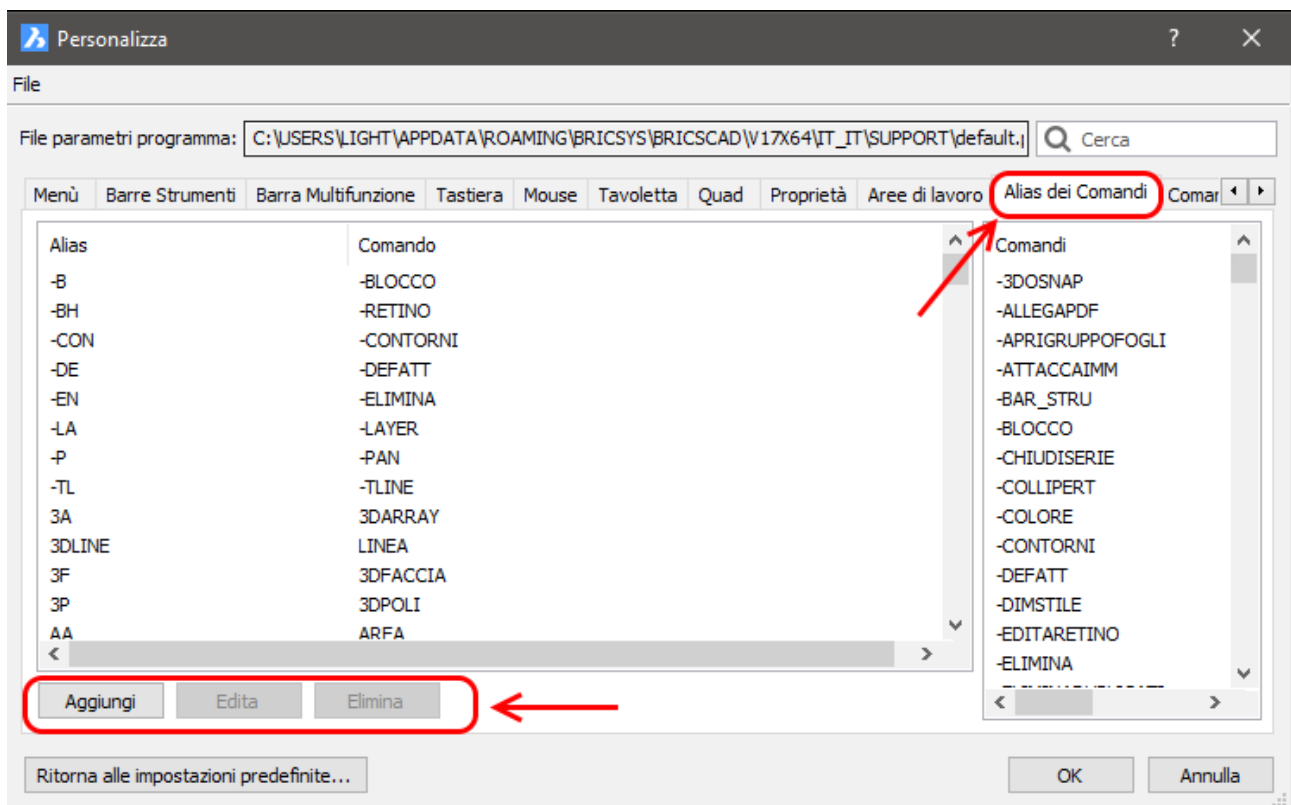 Personalizza ?
File
File parametri programma: C:\USERS\LIGHT\APPDATA\ROAMING\BRICSYS\BRICSCAD\V17X64\IT_IT\SUPPORT\default. Cerca
Menù Barre Strumenti Barra Multifunzione Tastiera Mouse Tavoletta Quad Proprietà Aree di lavoro Alias dei Comandi Comar
Alias Comando Comandi
-B -BLOCCO -3DOSNAP
-BH -RETINO -ALLEGAPDF
-CON -CONTORNI -APRIGRUPPOFOGLI
-DE -DEFATT -ATTACCAIMM
-EN -ELIMINA -BAR_STRU
-LA -LAYER -BLOCCO
-P -PAN -CHIUDISERIE
-TL -TLINE -COLLIPERT
3A 3DARRAY -COLORE
3DLINE LINEA -CONTORNI
3F 3DFACCIA -DEFATT
3P 3DPOLI -DIMSTILE
AA AREA -EDITARETINO
-ELIMINA
Aggiungi Edita Elimina
Ritorna alle impostazioni predefinite... OK Annulla